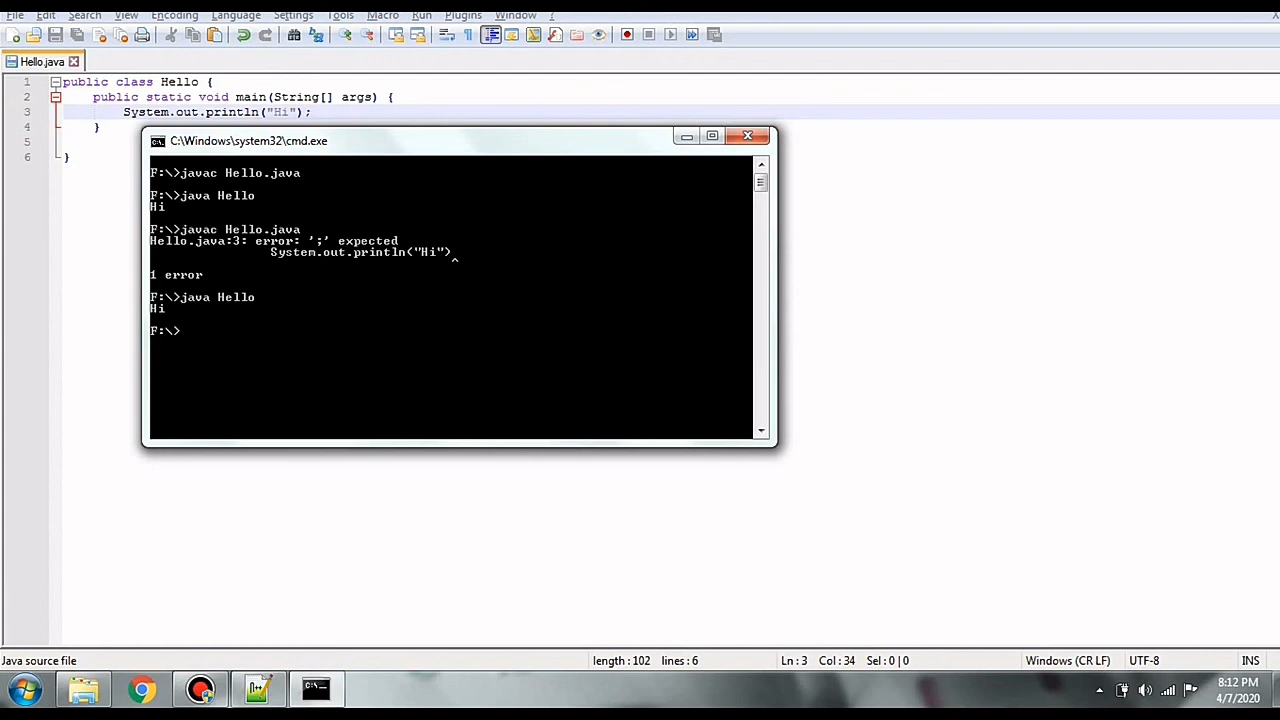 File Edit Search View Encoding Language Settings Tools Macro Run Plugins Window ? X
Hello.java
1 public class Hello {
2 public static void main(String[] args) {
3 System.out.println("Hi");
4 }
5
6 }
C:\Windows\system32\cmd.exe
F:\>javac Hello.java
F:\>java Hello
Hi
F:\>javac Hello.java
Hello.java:3: error: ';' expected
System.out.println("Hi")
^
1 error
F:\>java Hello
Hi
F:\>
Java source file length : 102 lines : 6 Ln : 3 Col : 34 Sel : 0 | 0 Windows (CR LF) UTF-8 INS
8:12 PM
4/7/2020